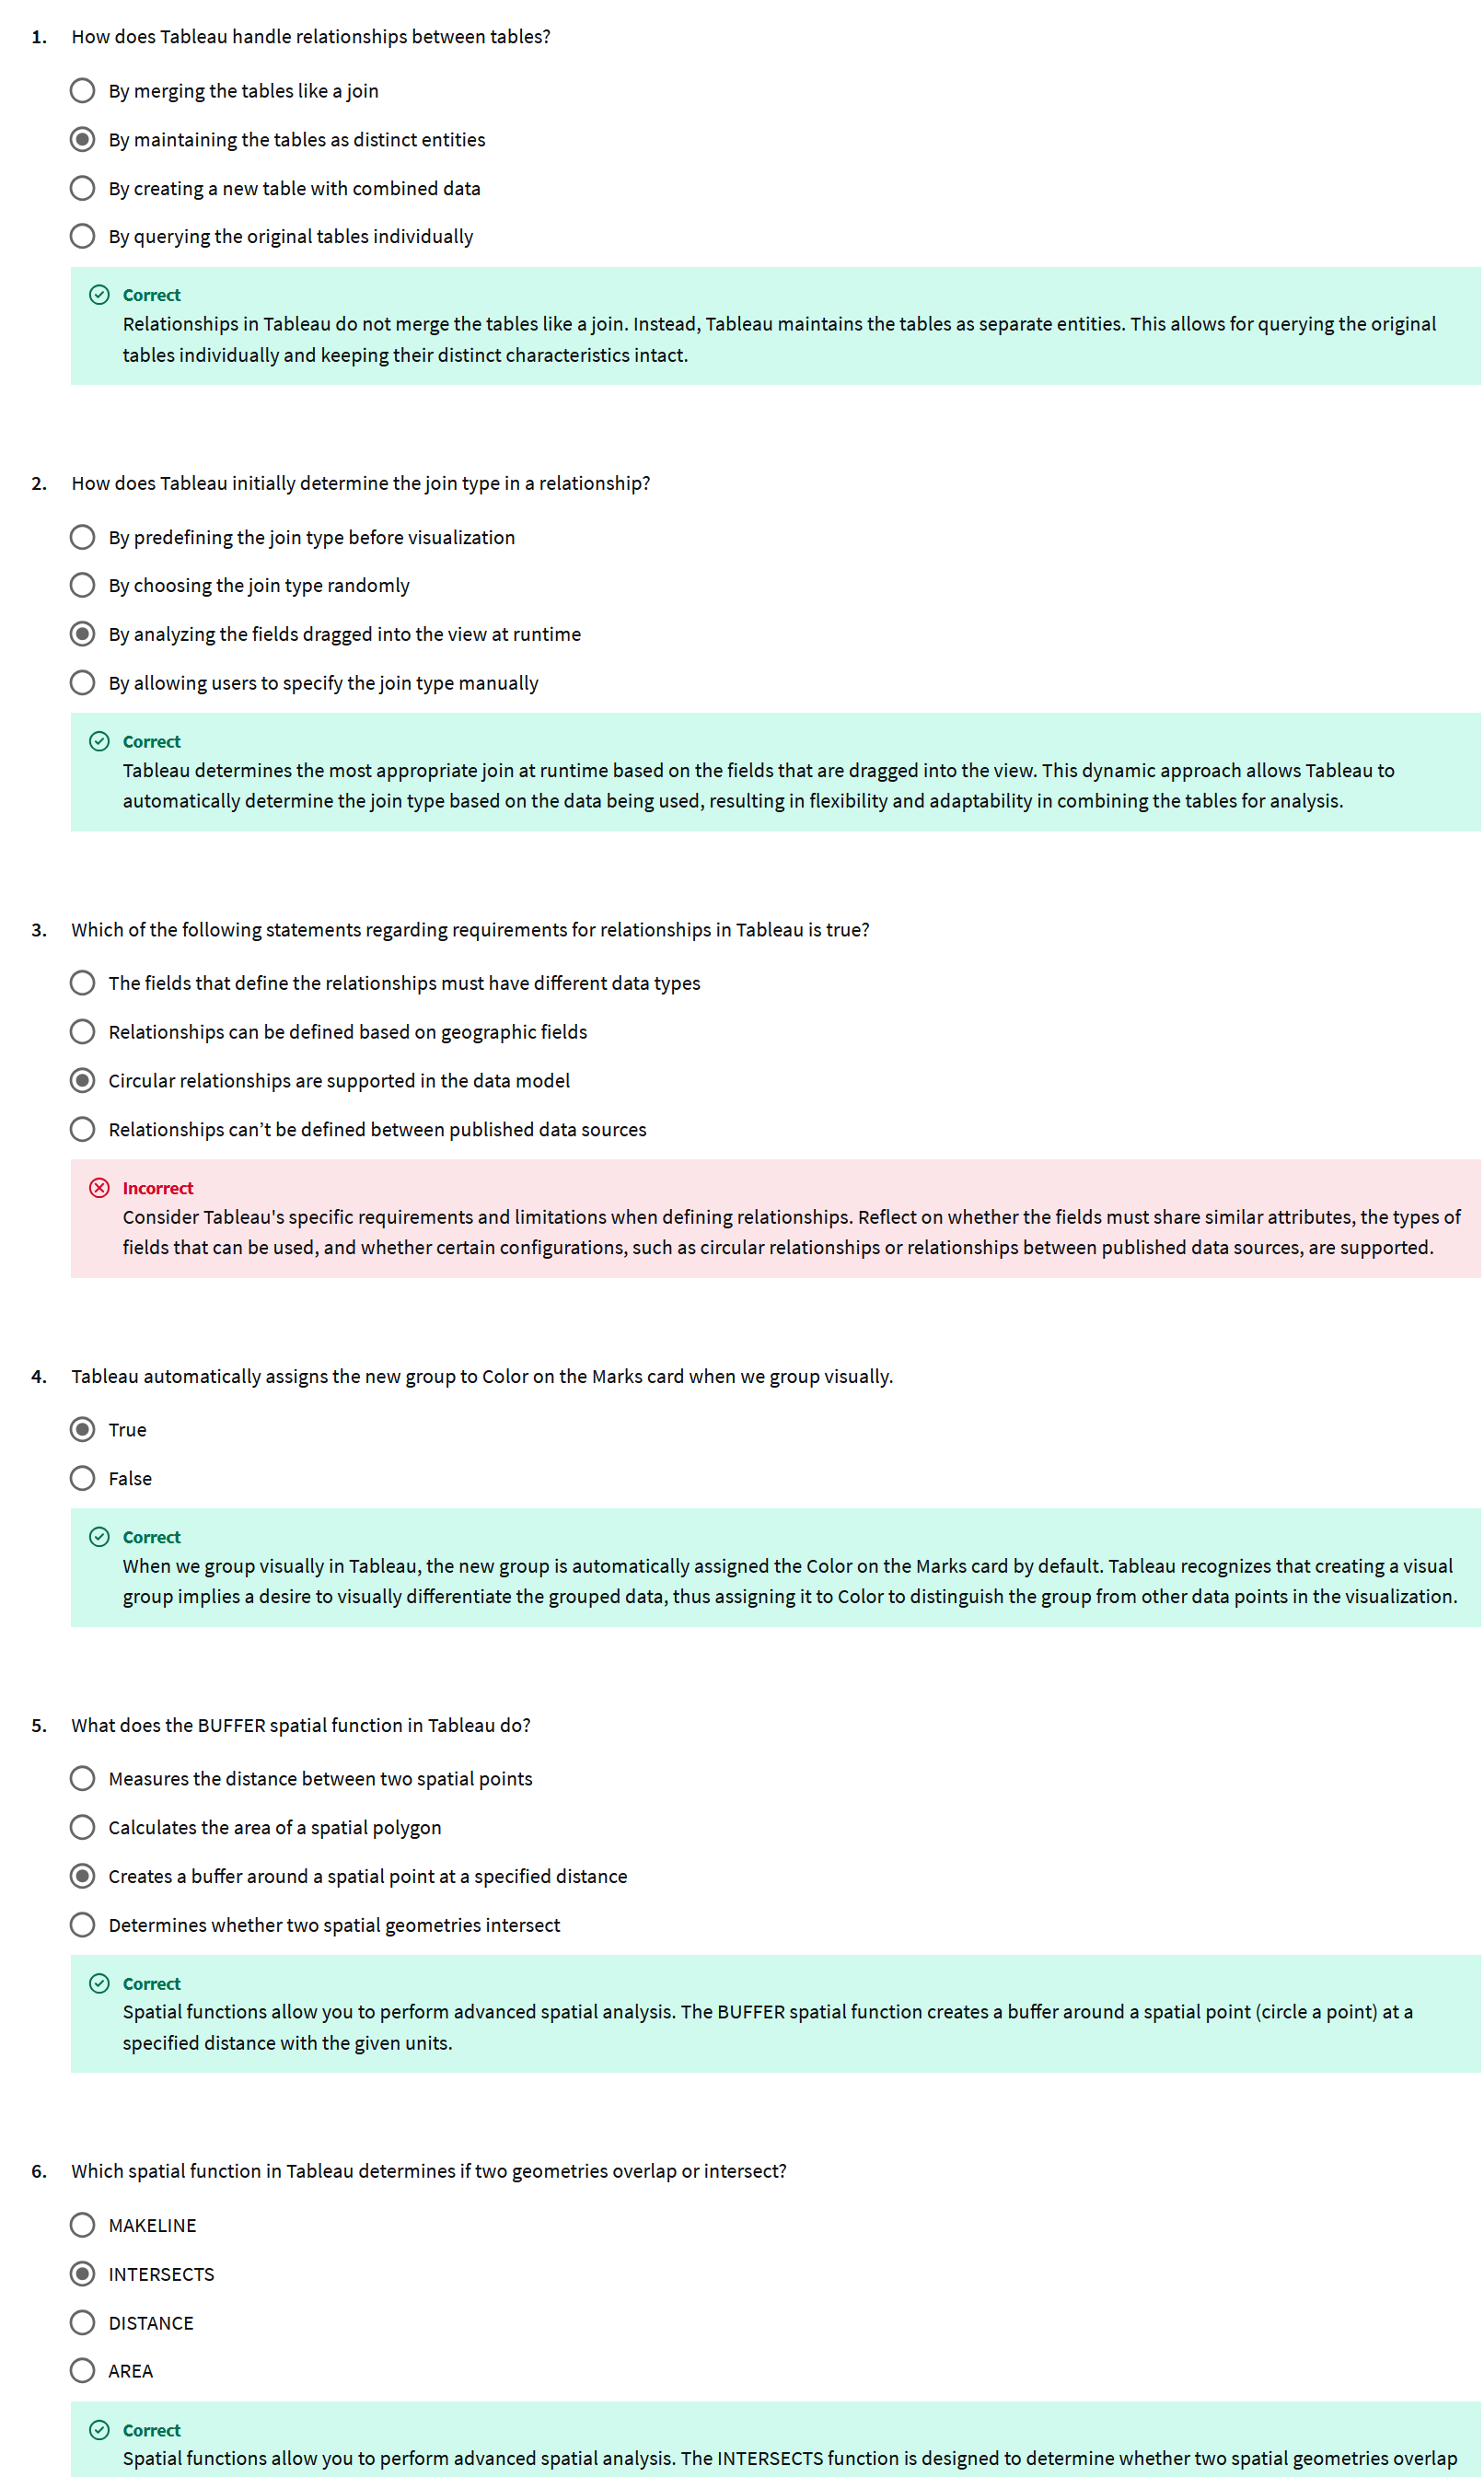 1. How does Tableau handle relationships between tables?
By merging the tables like a join
By maintaining the tables as distinct entities
By creating a new table with combined data
By querying the original tables individually
Correct
Relationships in Tableau do not merge the tables like a join. Instead, Tableau maintains the tables as separate entities. This allows for querying the original
tables individually and keeping their distinct characteristics intact.
2. How does Tableau initially determine the join type in a relationship?
By predefining the join type before visualization
By choosing the join type randomly
By analyzing the fields dragged into the view at runtime
By allowing users to specify the join type manually
Correct
Tableau determines the most appropriate join at runtime based on the fields that are dragged into the view. This dynamic approach allows Tableau to
automatically determine the join type based on the data being used, resulting in flexibility and adaptability in combining the tables for analysis.
3. Which of the following statements regarding requirements for relationships in Tableau is true?
The fields that define the relationships must have different data types
Relationships can be defined based on geographic fields
Circular relationships are supported in the data model
Relationships can’t be defined between published data sources
Incorrect
Consider Tableau's specific requirements and limitations when defining relationships. Reflect on whether the fields must share similar attributes, the types of
fields that can be used, and whether certain configurations, such as circular relationships or relationships between published data sources, are supported.
4. Tableau automatically assigns the new group to Color on the Marks card when we group visually.
True
False
Correct
When we group visually in Tableau, the new group is automatically assigned the Color on the Marks card by default. Tableau recognizes that creating a visual
group implies a desire to visually differentiate the grouped data, thus assigning it to Color to distinguish the group from other data points in the visualization.
5. What does the BUFFER spatial function in Tableau do?
Measures the distance between two spatial points
Calculates the area of a spatial polygon
Creates a buffer around a spatial point at a specified distance
Determines whether two spatial geometries intersect
Correct
Spatial functions allow you to perform advanced spatial analysis. The BUFFER spatial function creates a buffer around a spatial point (circle a point) at a
specified distance with the given units.
6. Which spatial function in Tableau determines if two geometries overlap or intersect?
MAKELINE
INTERSECTS
DISTANCE
AREA
Correct
Spatial functions allow you to perform advanced spatial analysis. The INTERSECTS function is designed to determine whether two spatial geometries overlap